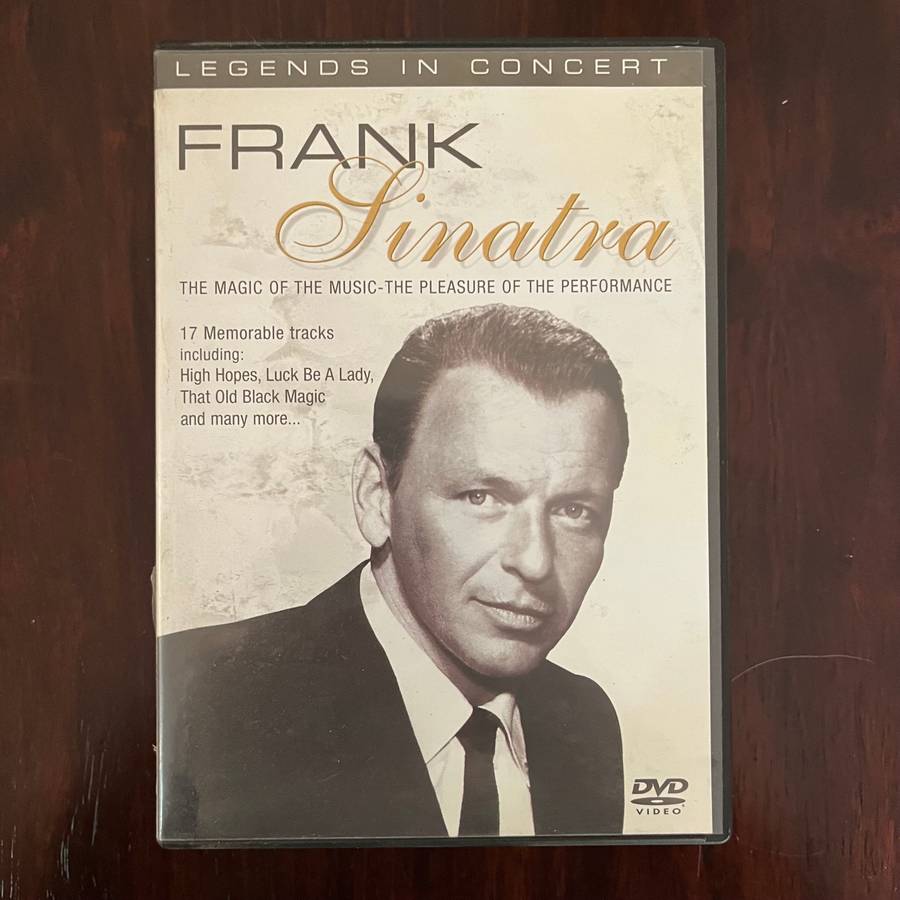 LEGENDS IN CONCERT
FRANK
Sinatra
THE MAGIC OF THE MUSIC-THE PLEASURE OF THE PERFORMANCE
17 Memorable tracks
including:
High Hopes, Luck Be A Lady,
That Old Black Magic
and many more...
DVD
VIDEO